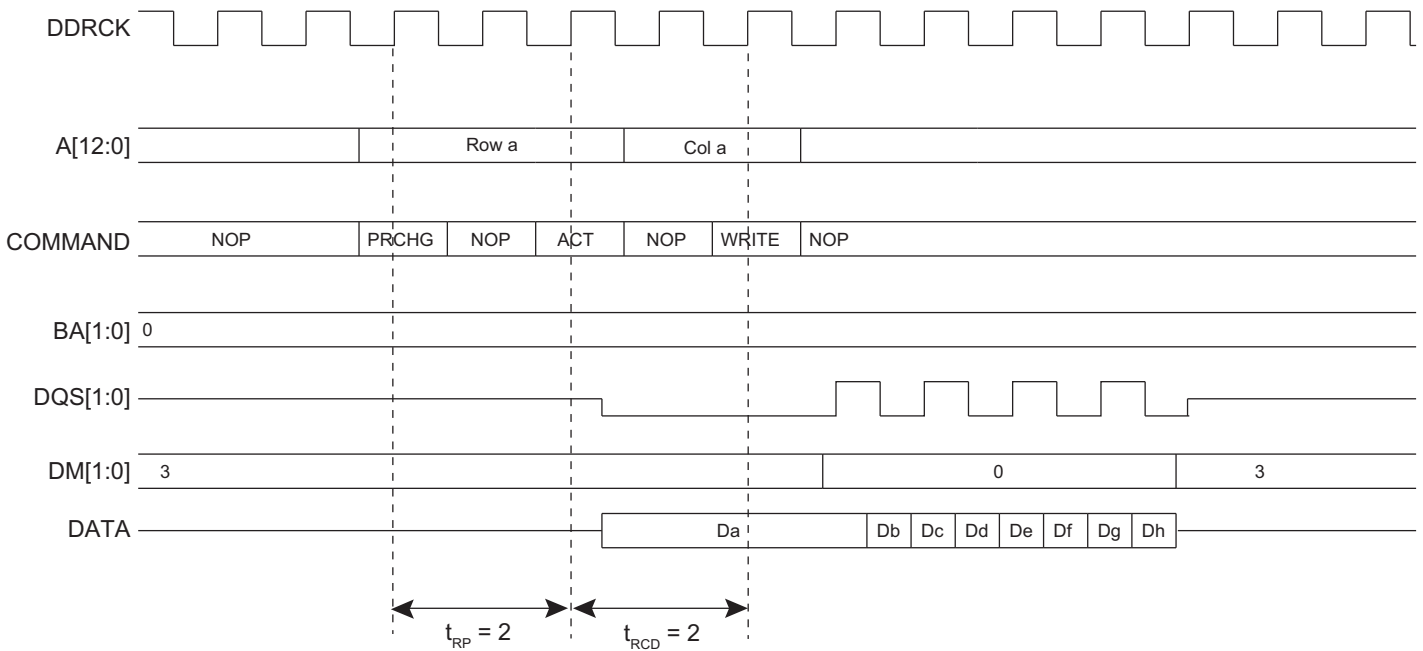 DDRCK
A[12:0] Row a Col a
COMMAND NOP PRCHG NOP ACT NOP WRITE NOP
BA[1:0] 0
DQS[1:0]
DM[1:0] 3 0 3
DATA Da Db Dc Dd De Df Dg Dh
tRP = 2 tRCD = 2